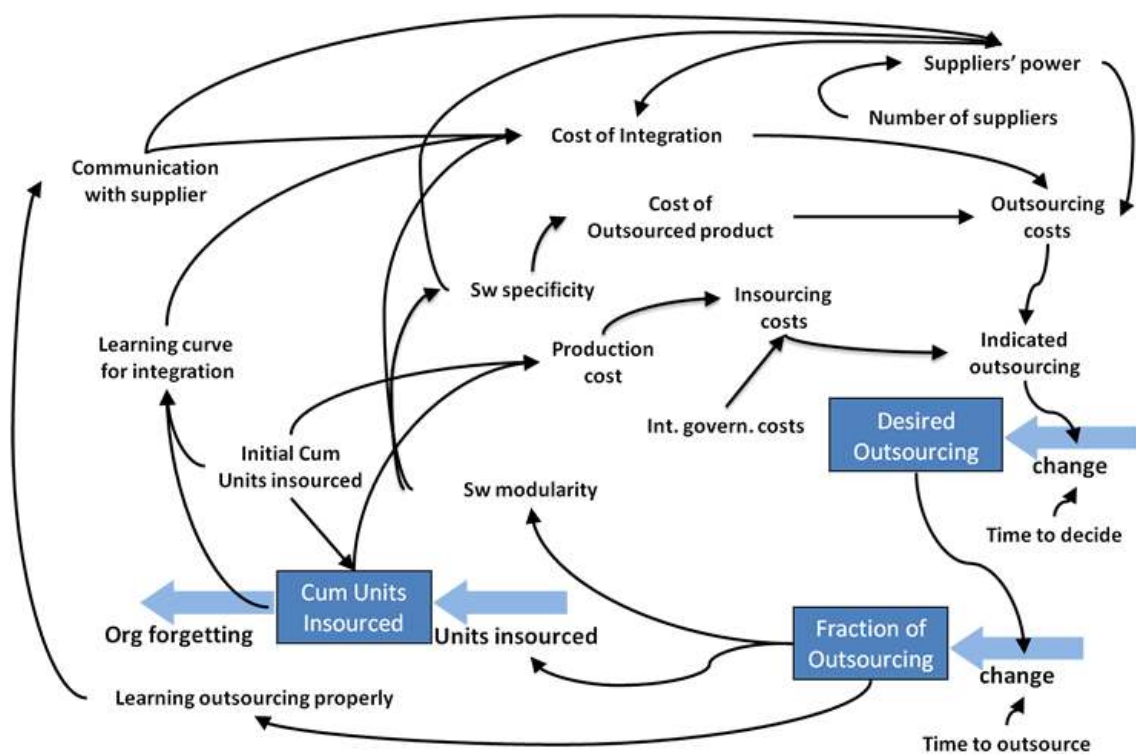 Suppliers' power
Number of suppliers
Cost of Integration
Communication
with supplier
Cost of
Outsourced product
Outsourcing
costs
Sw specificity
Insourcing
costs
Learning curve
for integration
Production
cost
Indicated
outsourcing
Int. govern. costs
Desired
Outsourcing
change
Initial Cum
Units insourced
Sw modularity
Time to decide
Cum Units
Insourced
Org forgetting
Units insourced
Fraction of
Outsourcing
change
Learning outsourcing properly
Time to outsource